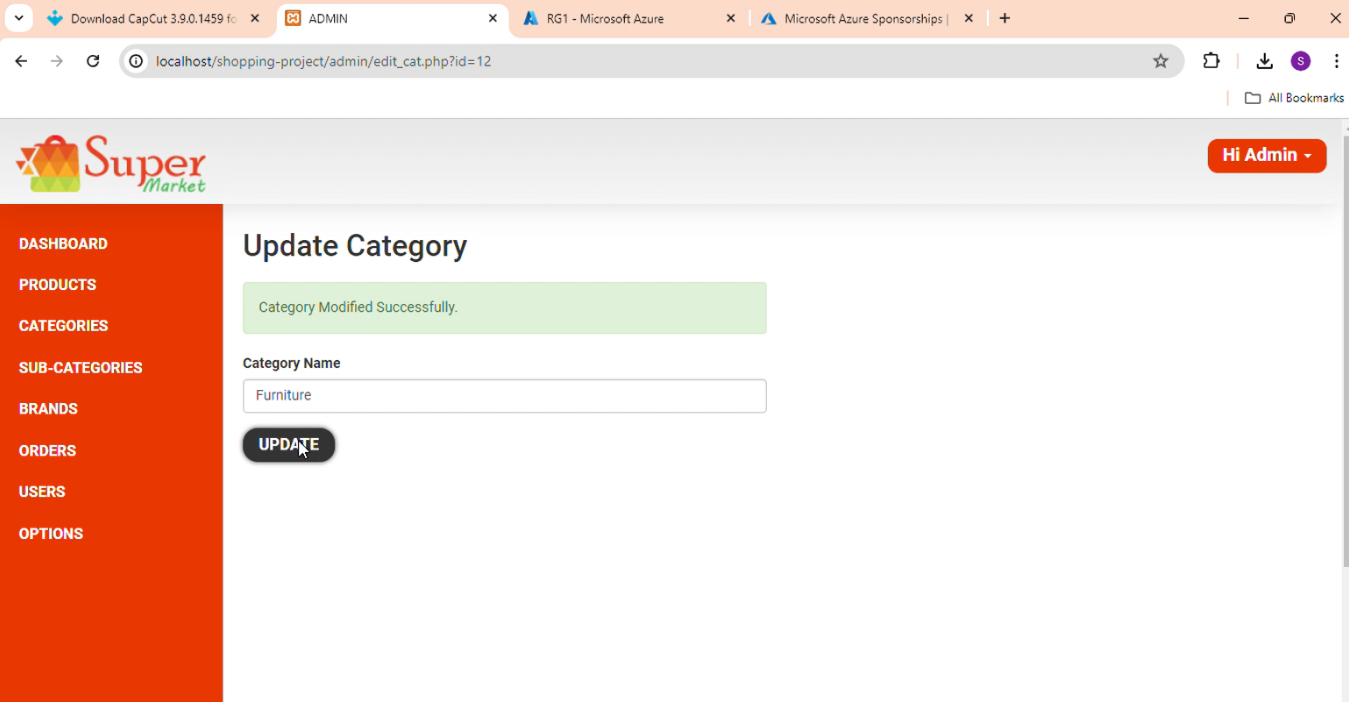 Download CapCut 3.9.0.1459 fo
ADMIN
RG1 - Microsoft Azure
Microsoft Azure Sponsorships |
localhost/shopping-project/admin/edit_cat.php?id=12
S
All Bookmarks
Super
Market
Hi Admin
DASHBOARD
PRODUCTS
CATEGORIES
SUB-CATEGORIES
BRANDS
ORDERS
USERS
OPTIONS
Update Category
Category Modified Successfully.
Category Name
Furniture
UPDATE